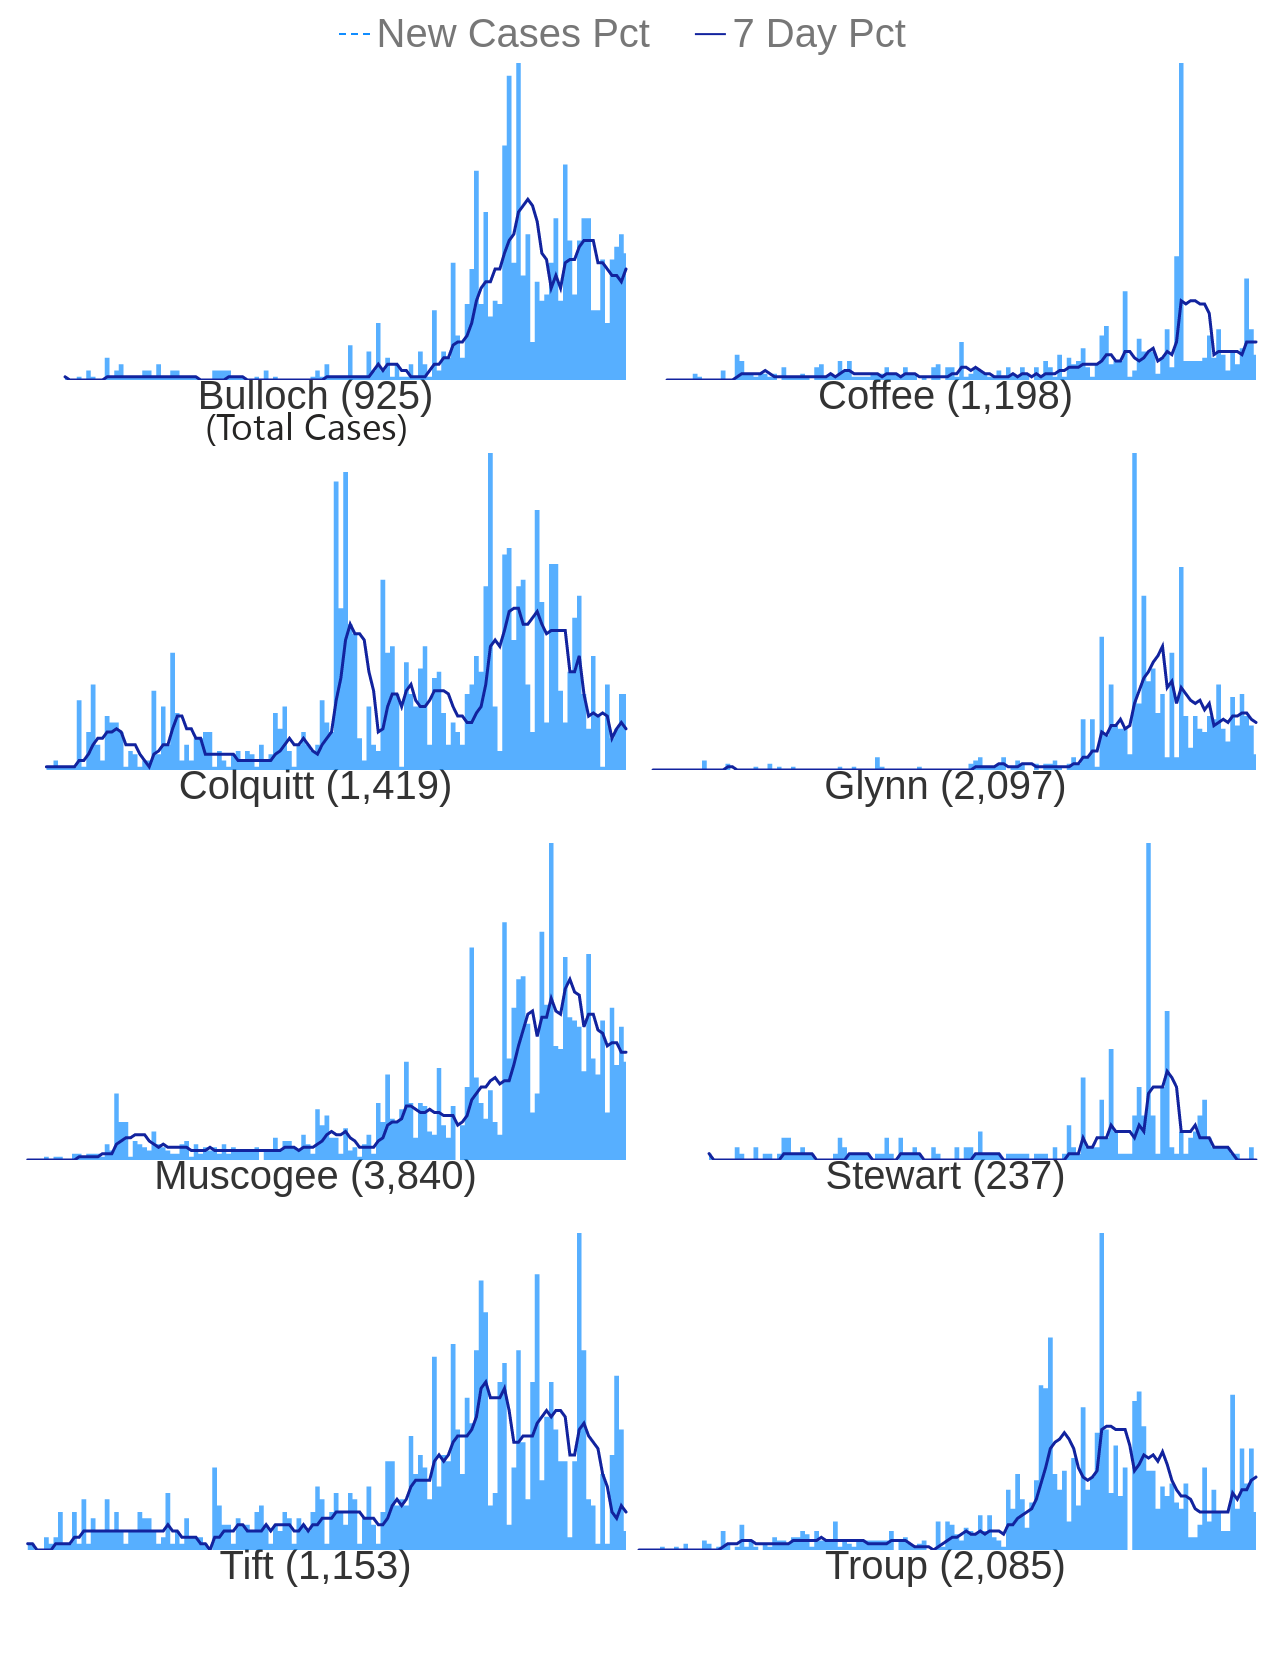 New Cases Pct 7 Day Pct
Bulloch (925) Coffee (1,198)
(Total Cases)
Colquitt (1,419) Glynn (2,097)
Muscogee (3,840) Stewart (237)
Tift (1,153) Troup (2,085)